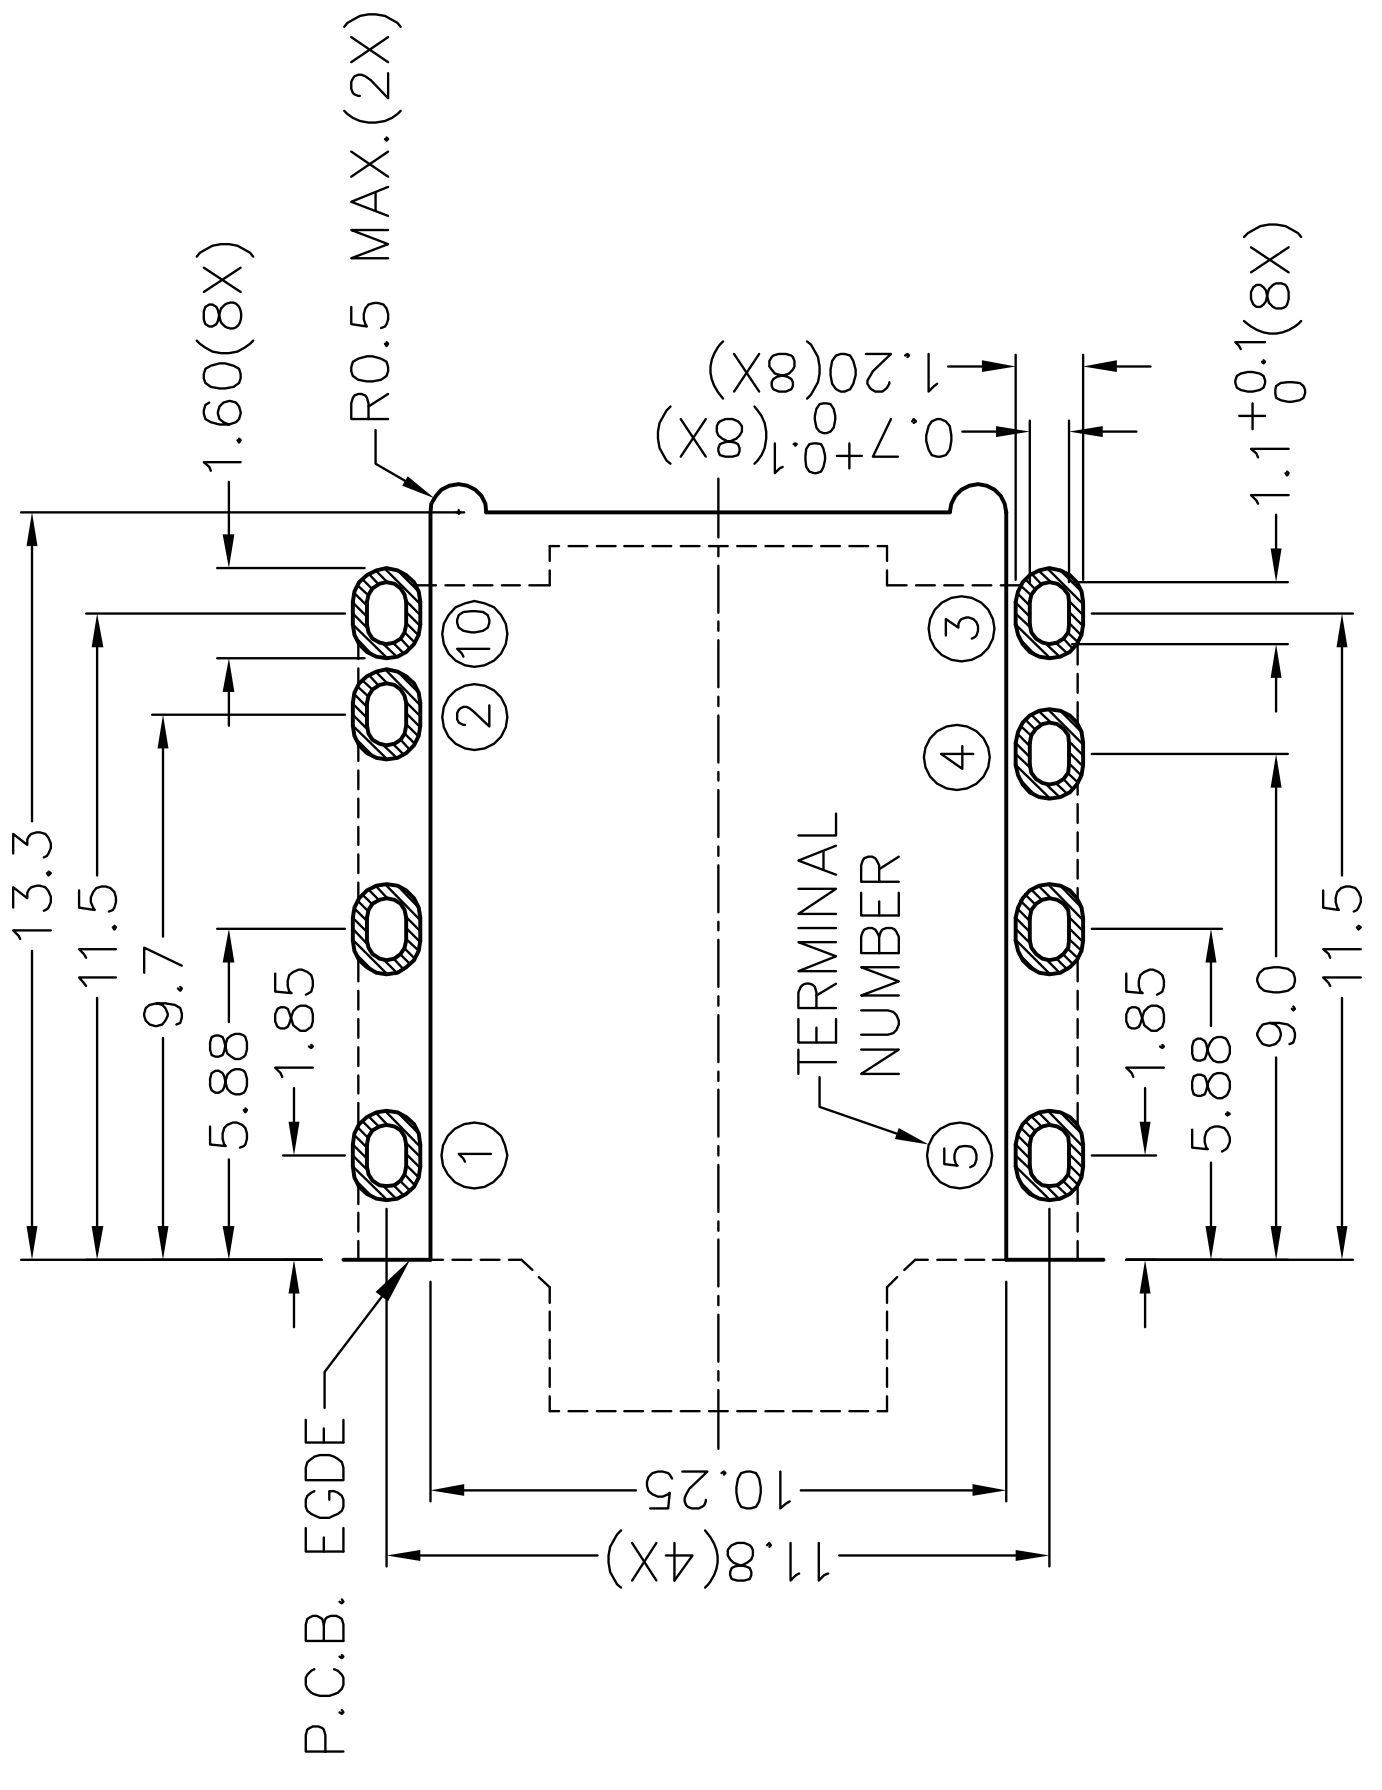 R0.5 MAX.(2X)
1.60(8X)
13.3
11.5
9.7
5.88
1.85
1.20(8X)
0.7 +0.1 0 (8X)
1.1 +0.1 0 (8X)
10
2
1
3
4
5
TERMINAL
NUMBER
1.85
5.88
9.0
11.5
P.C.B. EGDE
10.25
11.8(4X)